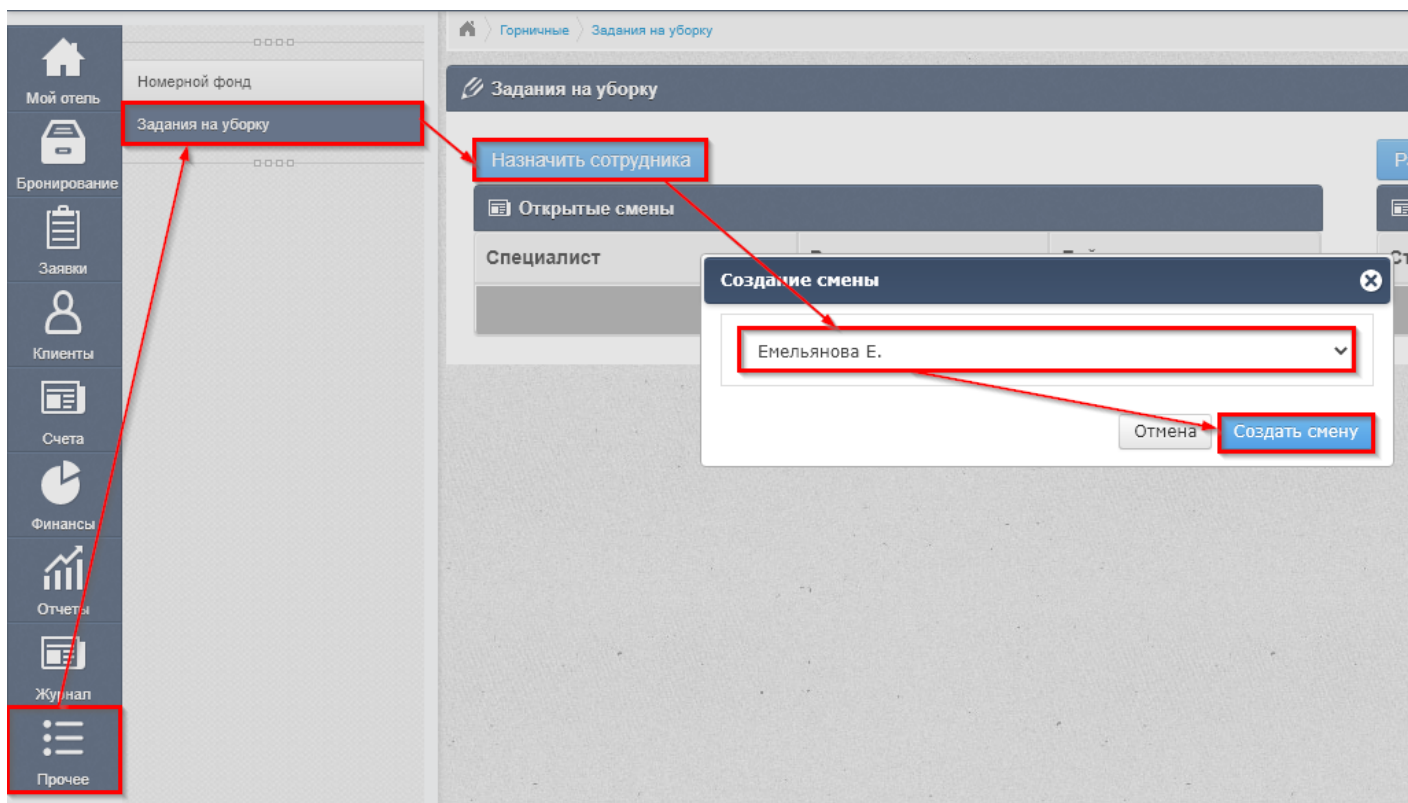 Мой отель
Бронирование
Заявки
Клиенты
Счета
Финансы
Отчеты
Журнал
Прочее
Номерной фонд
Задания на уборку
Горничные
Задания на уборку
Задания на уборку
Назначить сотрудника
Открытые смены
Специалист
Создание смены
Емельянова Е.
Отмена
Создать смену